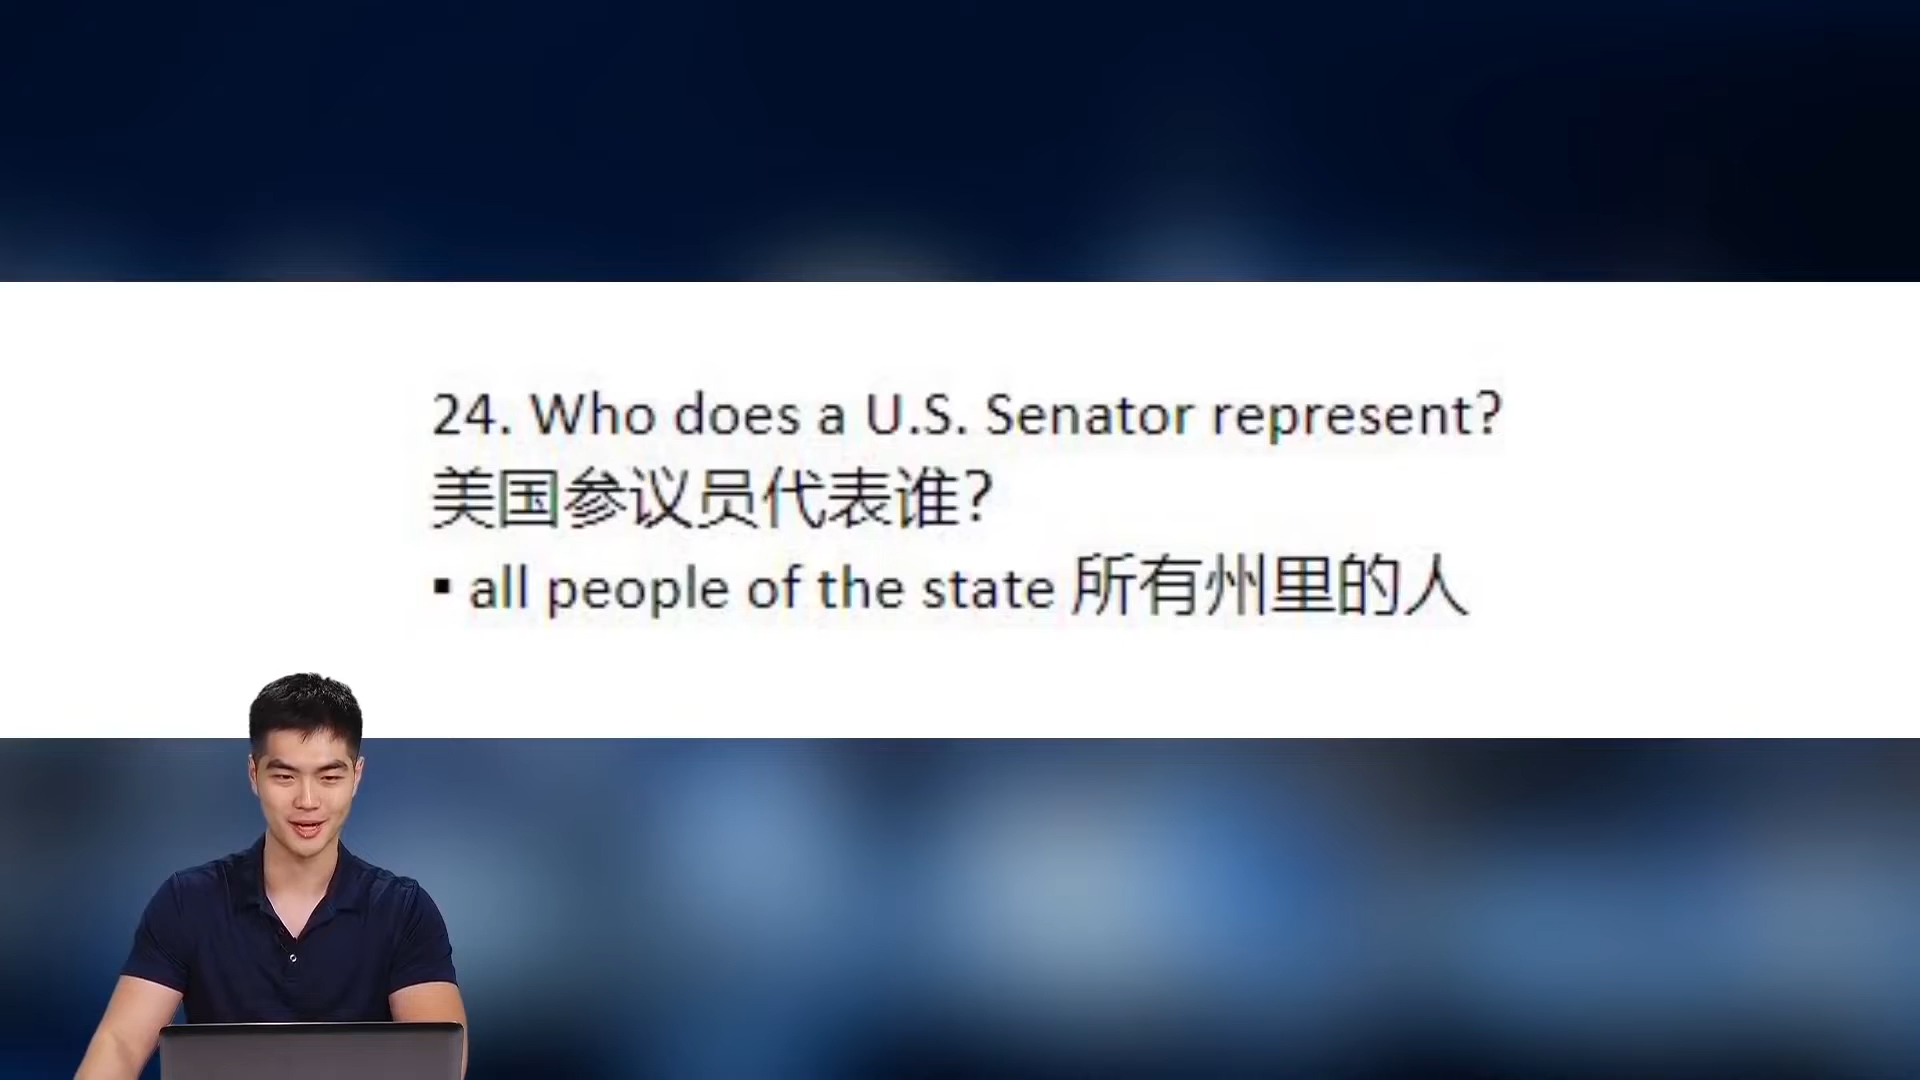 24. Who does a U.S. Senator represent?
美国参议员代表谁？
▪ all people of the state 所有州里的人